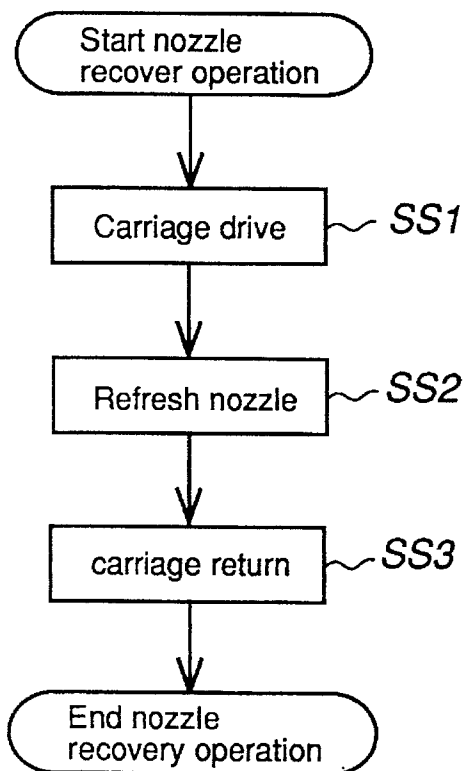 Start nozzle
recover operation
Carriage drive
SS1
Refresh nozzle
SS2
carriage return
SS3
End nozzle
recovery operation